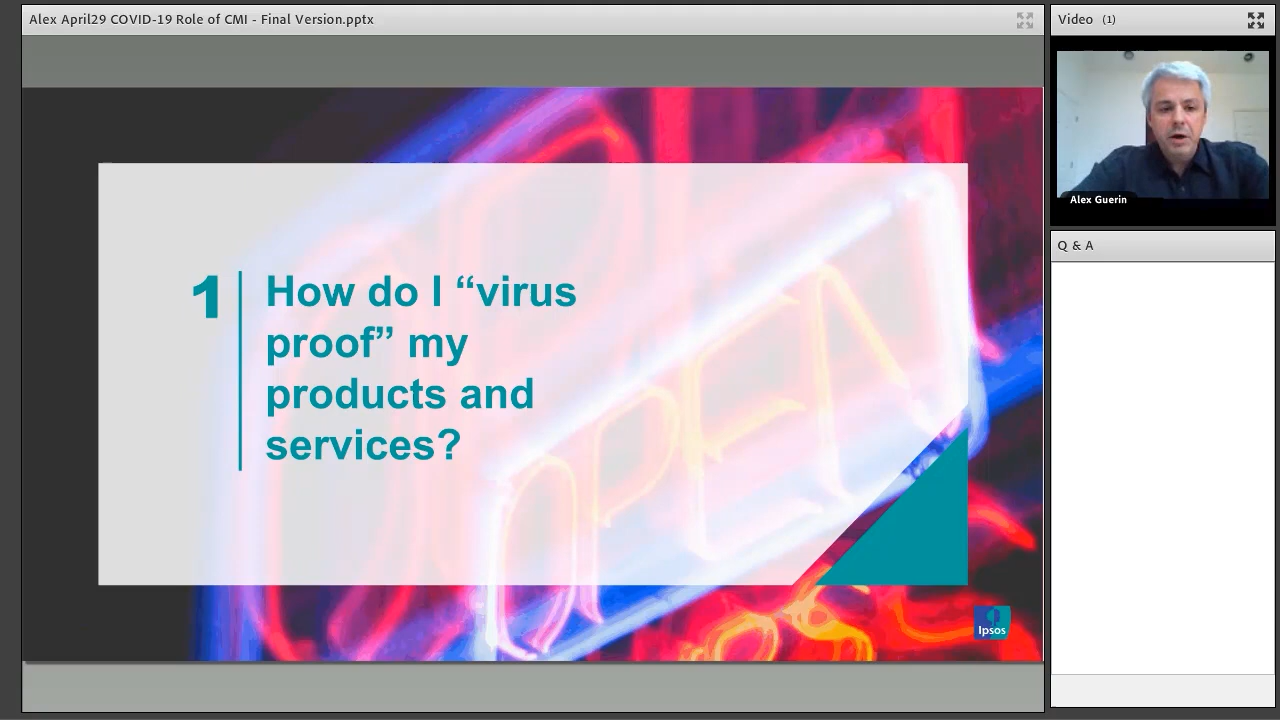 Alex April29 COVID-19 Role of CMI - Final Version.pptx
Video (1)
Alex Guerin
Q & A
1
How do I “virus
proof” my
products and
services?
OPEN
Ipsos